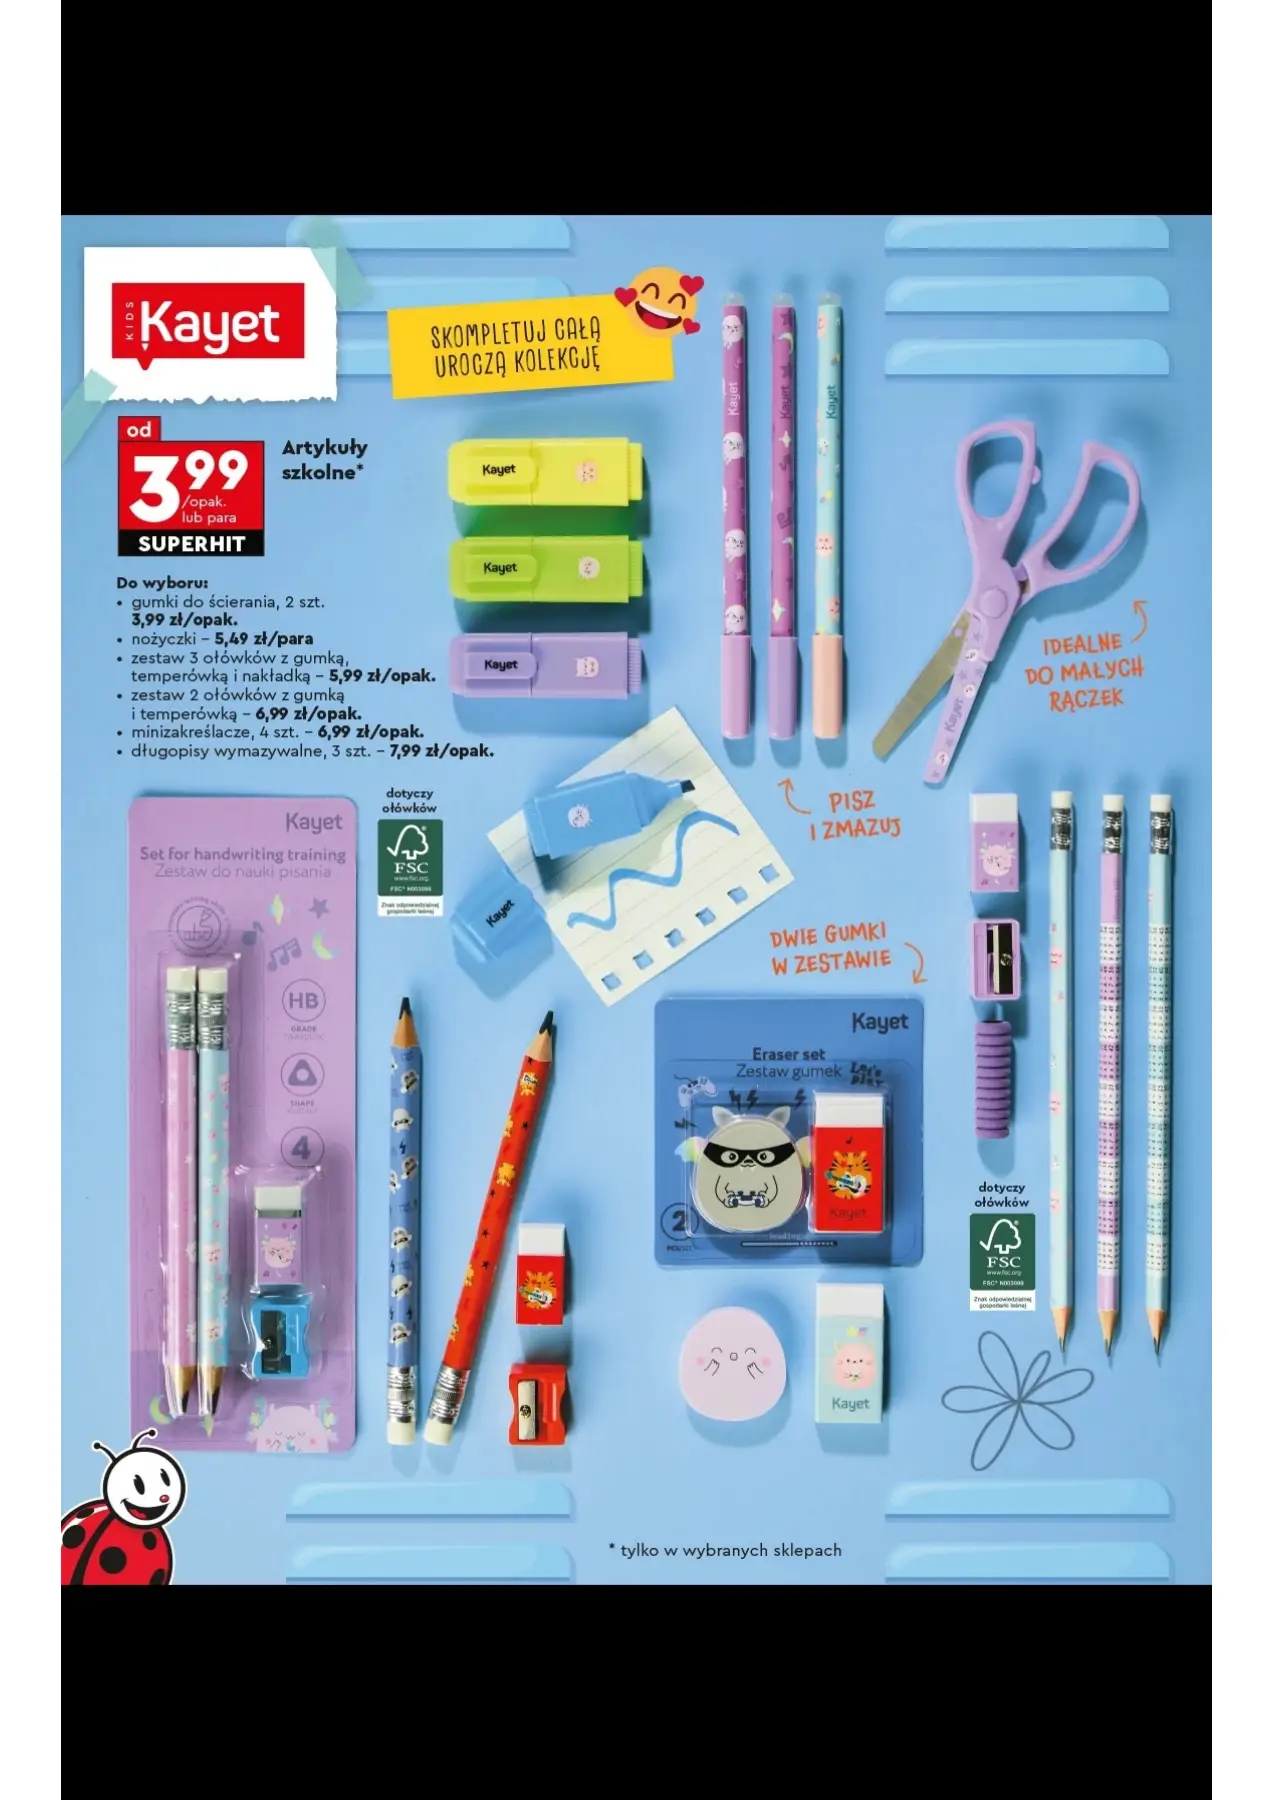 KIDS
Kayet
SKOMPLETUJ CAŁĄ
UROCZĄ KOLEKCJĘ
od
3 99
/opak.
lub para
SUPERHIT
Artykuły
szkolne*
Do wyboru:
• gumki do ścierania, 2 szt.
3,99 zł/opak.
• nożyczki – 5,49 zł/para
• zestaw 3 ołówków z gumką,
temperówką i nakładką – 5,99 zł/opak.
• zestaw 2 ołówków z gumką
i temperówką – 6,99 zł/opak.
• minizakreślacze, 4 szt. – 6,99 zł/opak.
• długopisy wymazywalne, 3 szt. – 7,99 zł/opak.
Kayet
Kayet
Kayet
Kayet
Kayet
Kayet
Kayet
IDEALNE
DO MAŁYCH
RĄCZEK
PISZ
I ZMAZUJ
Kayet
dotyczy
ołówków
FSC
www.fsc.org
FSC® N003099
Znak odpowiedzialnej
gospodarki leśnej
Kayet
Set for handwriting training
Zestaw do nauki pisania
abc
HB
GRADE
SHAPE
4
DWIE GUMKI
W ZESTAWIE
Kayet
Eraser set
Zestaw gumek
Let's
play
Kayet
2
loading
Kayet
dotyczy
ołówków
FSC
www.fsc.org
FSC® N003099
Znak odpowiedzialnej
gospodarki leśnej
* tylko w wybranych sklepach